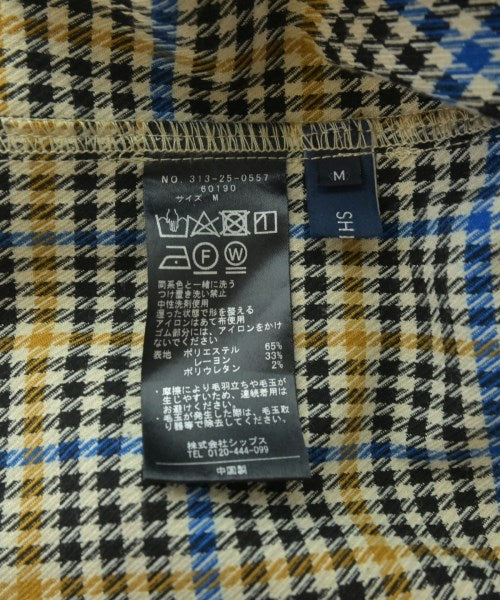 NO. 313-25-0557
60190
サイズ M
F
W
同系色と一緒に洗う
つけ置き洗い禁止
中性洗剤使用
湿った状態で形を整える
アイロンはあて布使用
ゴム部分には、アイロンをかけ
ないでください
表地 ポリエステル 65%
レーヨン 33%
ポリウレタン 2%
・摩擦により毛羽立ちや毛玉が
生じやすいため、連続着用は
お避けください。
・毛玉が発生した際は、毛玉取
り器等で除去してください。
株式会社シップス
TEL 0120-444-099
中国製
M
SHI